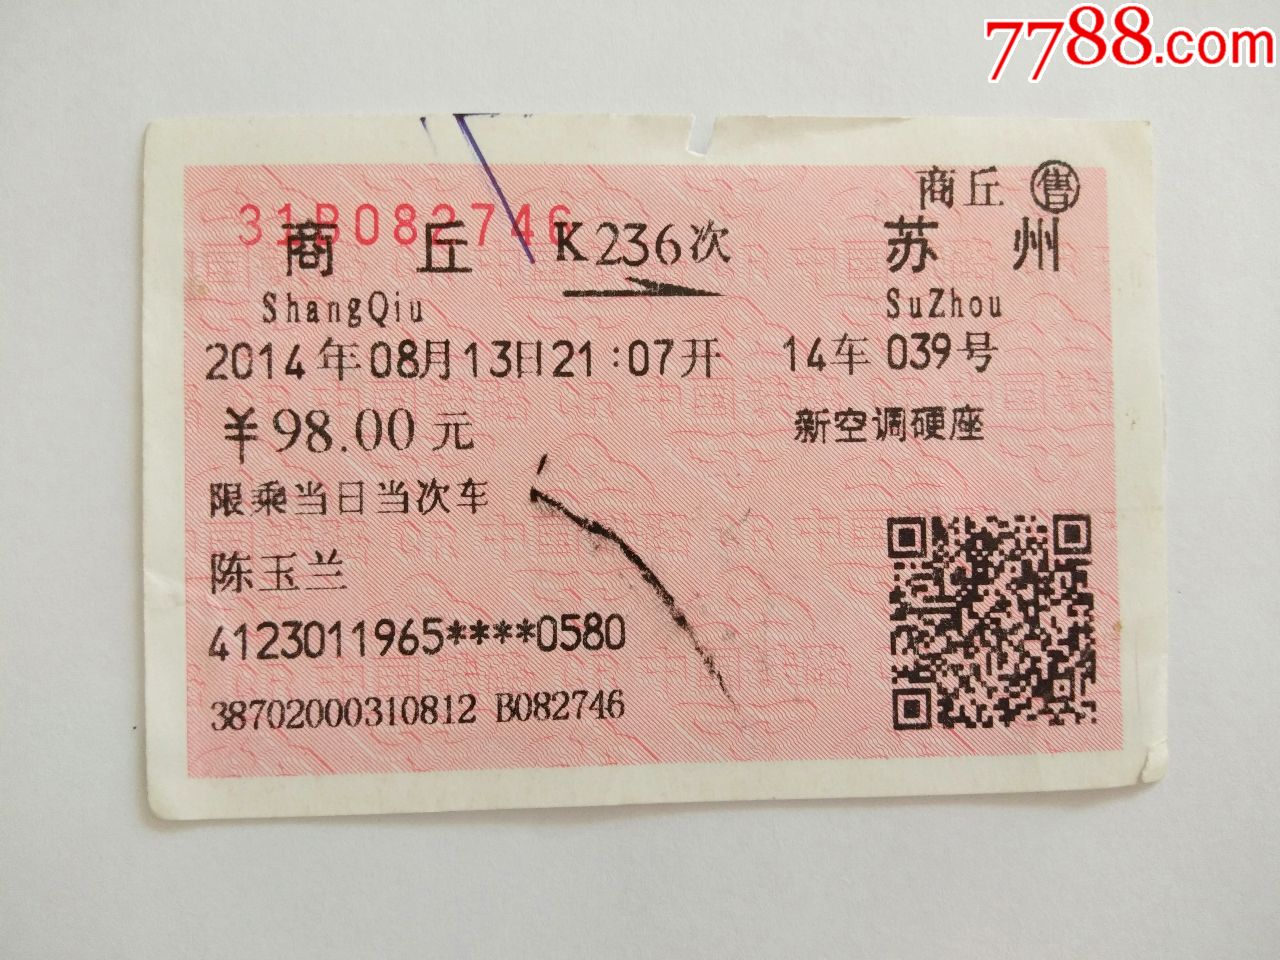 7788.com
商丘 售
31B082746
商丘 K236次 苏州
ShangQiu SuZhou
2014年08月13日21:07开 14车039号
¥98.00元 新空调硬座
限乘当日当次车
陈玉兰
4123011965****0580
38702000310812 B082746